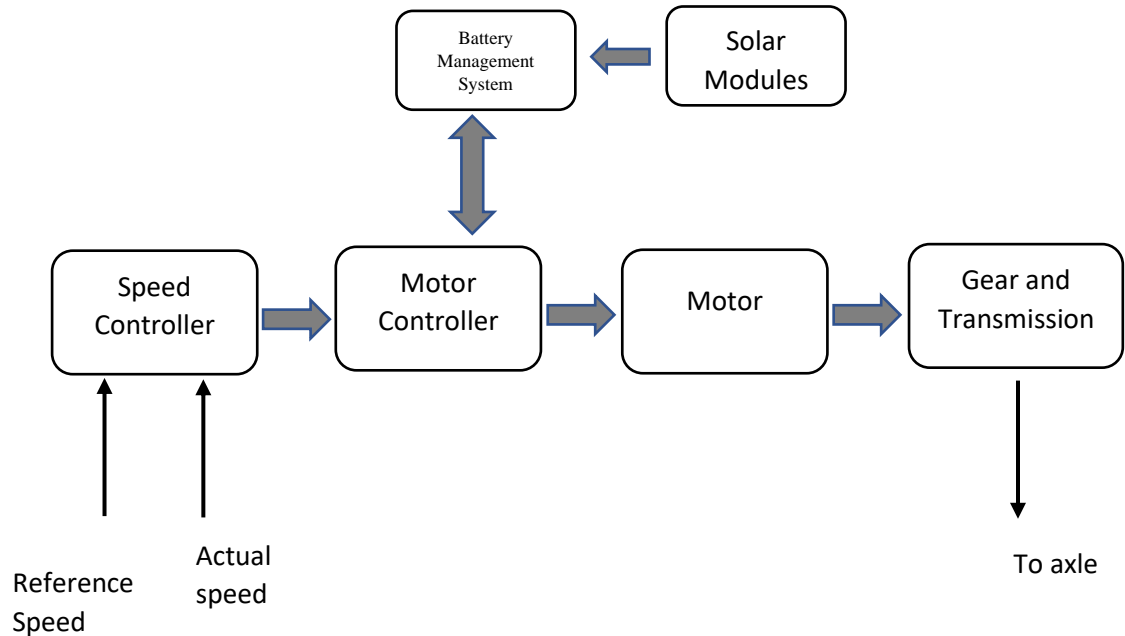 Battery
Management
System
Solar
Modules
Speed
Controller
Motor
Controller
Motor
Gear and
Transmission
Reference
Speed
Actual
speed
To axle